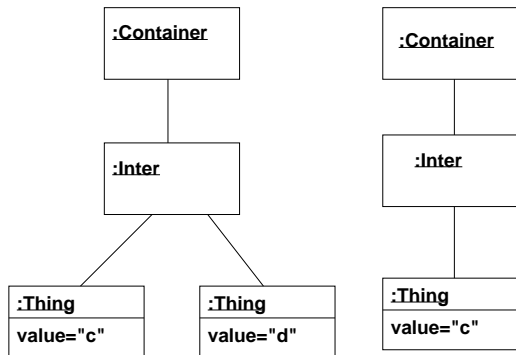 :Container
:Inter
:Thing
value="c"
:Thing
value="d"
:Container
:Inter
:Thing
value="c"